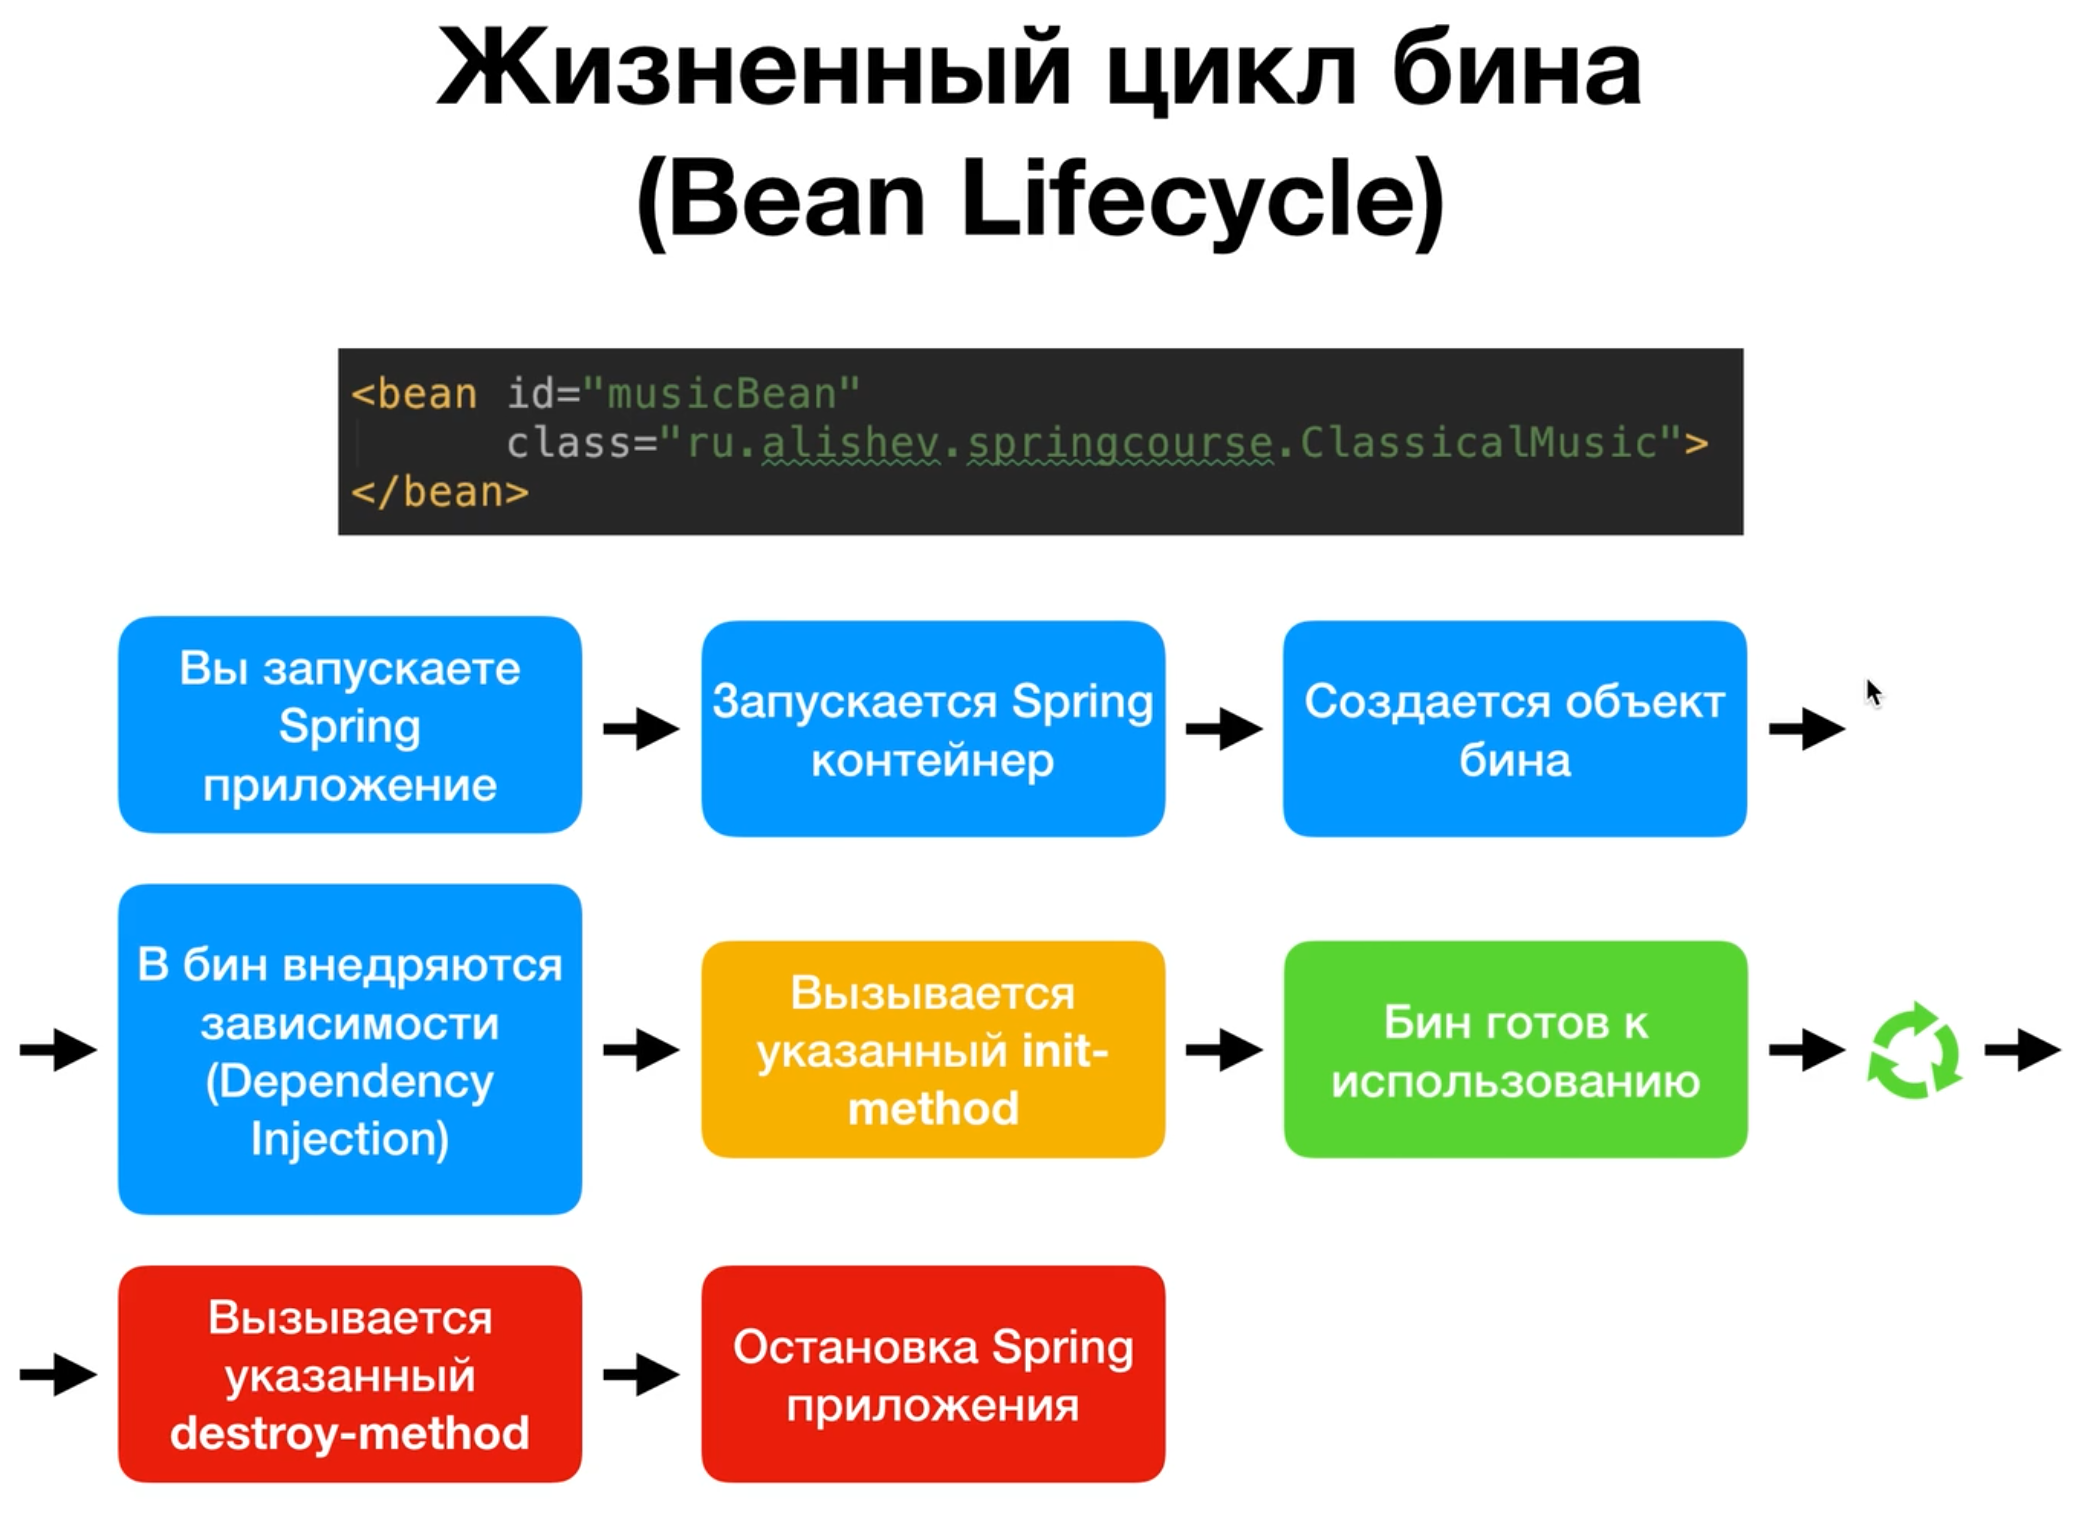 Жизненный цикл бина
(Bean Lifecycle)
<bean id="musicBean"
class="ru.alishev.springcourse.ClassicalMusic">
</bean>
Вы запускаете
Spring
приложение
Запускается Spring
контейнер
Создается объект
бина
В бин внедряются
зависимости
(Dependency
Injection)
Вызывается
указанный init-
method
Бин готов к
использованию
Вызывается
указанный
destroy-method
Остановка Spring
приложения